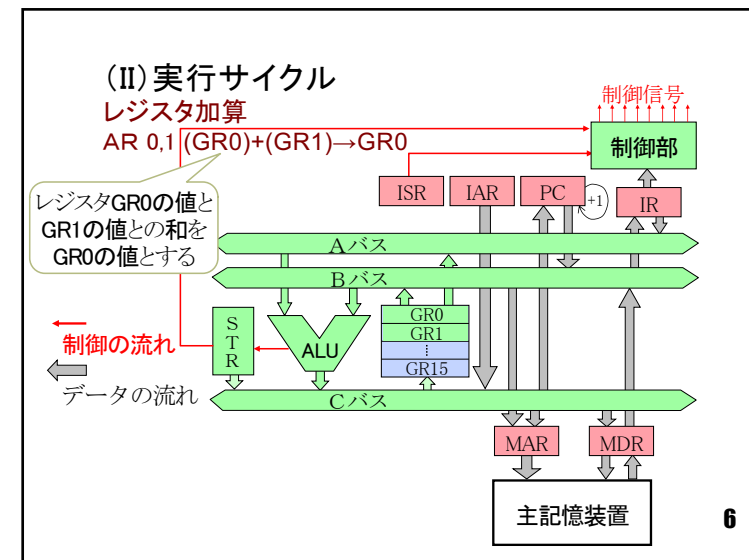 (II)実行サイクル
レジスタ加算
AR 0,1 (GR0)+(GR1)→GR0
制御信号
制御部
レジスタGR0の値と
GR1の値との和を
GR0の値とする
ISR
IAR
PC
+1
IR
Aバス
Bバス
STR
ALU
GR0
GR1
⋮
GR15
制御の流れ
データの流れ
Cバス
MAR
MDR
主記憶装置
6